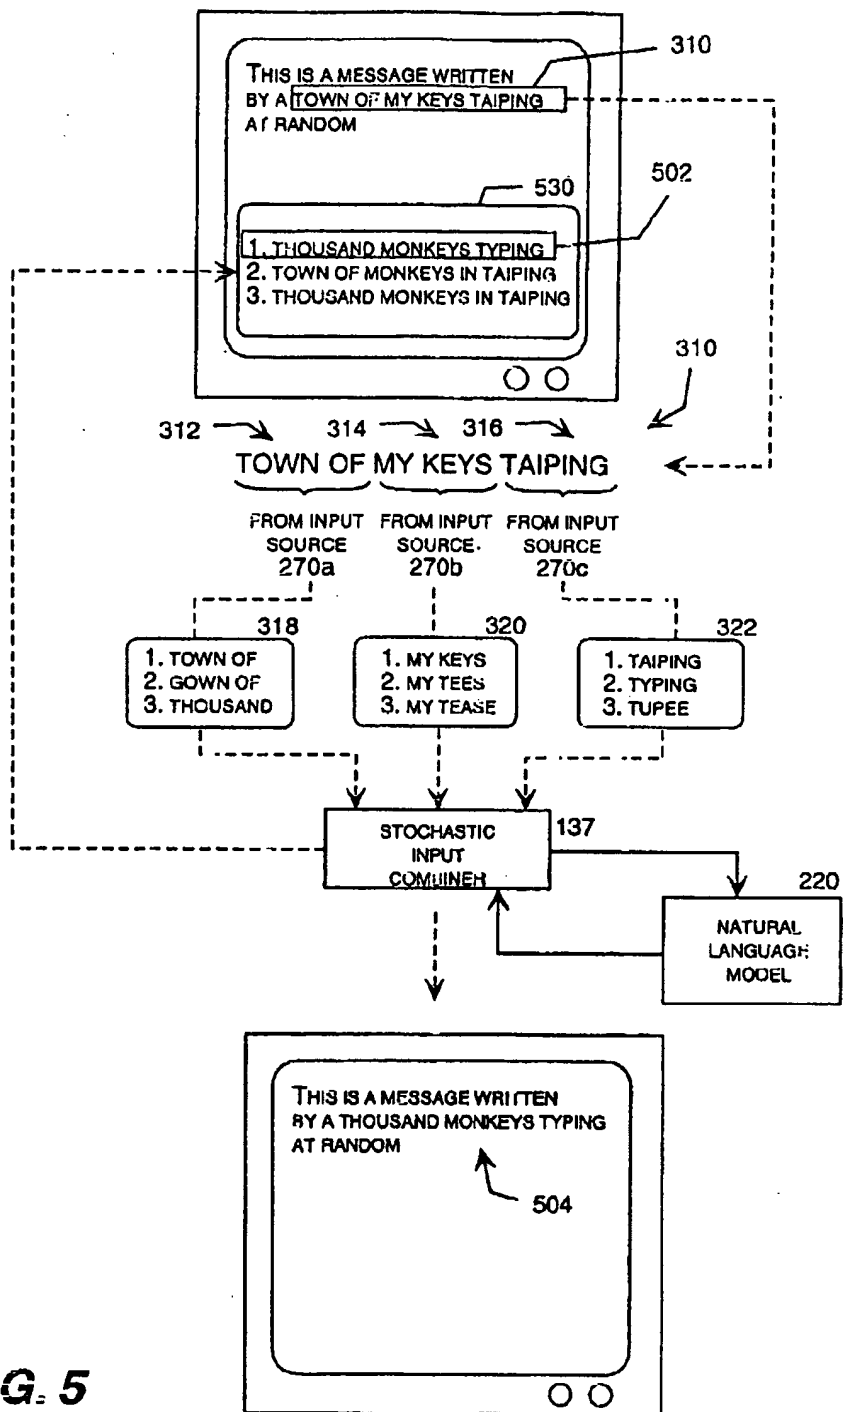 310
THIS IS A MESSAGE WRITTEN
BY A TOWN OF MY KEYS TAIPING
AT RANDOM
530
502
1. THOUSAND MONKEYS TYPING
2. TOWN OF MONKEYS IN TAIPING
3. THOUSAND MONKEYS IN TAIPING
310
312 314 316
TOWN OF MY KEYS TAIPING
FROM INPUT SOURCE 270a
FROM INPUT SOURCE. 270b
FROM INPUT SOURCE 270c
318
1. TOWN OF
2. GOWN OF
3. THOUSAND
320
1. MY KEYS
2. MY TEES
3. MY TEASE
322
1. TAIPING
2. TYPING
3. TUPEE
STOCHASTIC
INPUT
COMBINER
137
220
NATURAL
LANGUAGE
MODEL
THIS IS A MESSAGE WRITTEN
BY A THOUSAND MONKEYS TYPING
AT RANDOM
504
G. 5